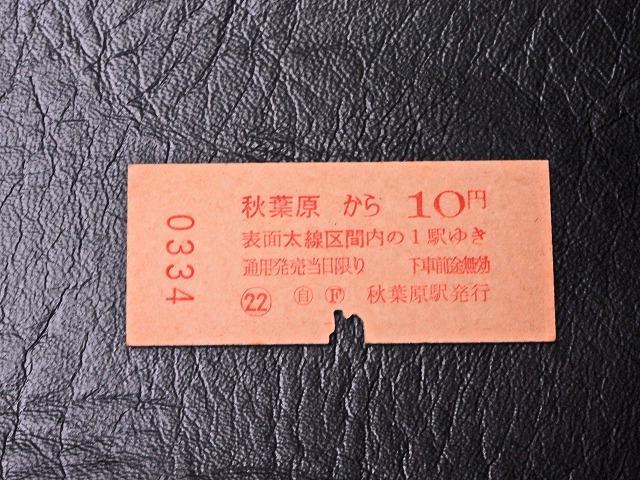 秋葉原 から 10円
表面太線区間内の1駅ゆき
通用発売当日限り 下車前途無効
㉒ 自 F 秋葉原駅発行
0334